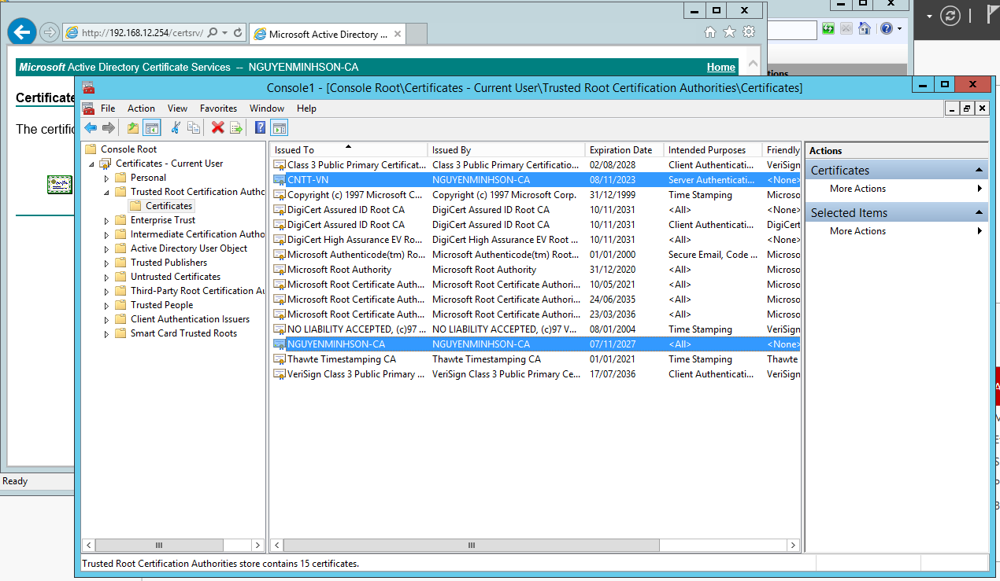 http://192.168.12.254/certsrv/
Microsoft Active Directory ...
Microsoft Active Directory Certificate Services -- NGUYENMINHSON-CA
Home
Certificate
The certific
Ready
Console1 - [Console Root\Certificates - Current User\Trusted Root Certification Authorities\Certificates]
File Action View Favorites Window Help
Console Root
Certificates - Current User
Personal
Trusted Root Certification Autho
Certificates
Enterprise Trust
Intermediate Certification Autho
Active Directory User Object
Trusted Publishers
Untrusted Certificates
Third-Party Root Certification Au
Trusted People
Client Authentication Issuers
Smart Card Trusted Roots
Issued To Issued By Expiration Date Intended Purposes Friendly
Class 3 Public Primary Certificat... Class 3 Public Primary Certificatio... 02/08/2028 Client Authenticati... VeriSign
CNTT-VN NGUYENMINHSON-CA 08/11/2023 Server Authenticati... <None>
Copyright (c) 1997 Microsoft C... Copyright (c) 1997 Microsoft Corp. 31/12/1999 Time Stamping Microso
DigiCert Assured ID Root CA DigiCert Assured ID Root CA 10/11/2031 <All> <None>
DigiCert Assured ID Root CA DigiCert Assured ID Root CA 10/11/2031 Client Authenticati... DigiCert
DigiCert High Assurance EV Ro... DigiCert High Assurance EV Root ... 10/11/2031 <All> <None>
Microsoft Authenticode(tm) Ro... Microsoft Authenticode(tm) Root... 01/01/2000 Secure Email, Code ... Microso
Microsoft Root Authority Microsoft Root Authority 31/12/2020 <All> Microso
Microsoft Root Certificate Auth... Microsoft Root Certificate Authori... 10/05/2021 <All> Microso
Microsoft Root Certificate Auth... Microsoft Root Certificate Authori... 24/06/2035 <All> Microso
Microsoft Root Certificate Auth... Microsoft Root Certificate Authori... 23/03/2036 <All> Microso
NO LIABILITY ACCEPTED, (c)97 ... NO LIABILITY ACCEPTED, (c)97 V... 08/01/2004 Time Stamping VeriSign
NGUYENMINHSON-CA NGUYENMINHSON-CA 07/11/2027 <All> <None>
Thawte Timestamping CA Thawte Timestamping CA 01/01/2021 Time Stamping Thawte
VeriSign Class 3 Public Primary ... VeriSign Class 3 Public Primary Ce... 17/07/2036 Client Authenticati... VeriSign
Actions
Certificates
More Actions
Selected Items
More Actions
Trusted Root Certification Authorities store contains 15 certificates.